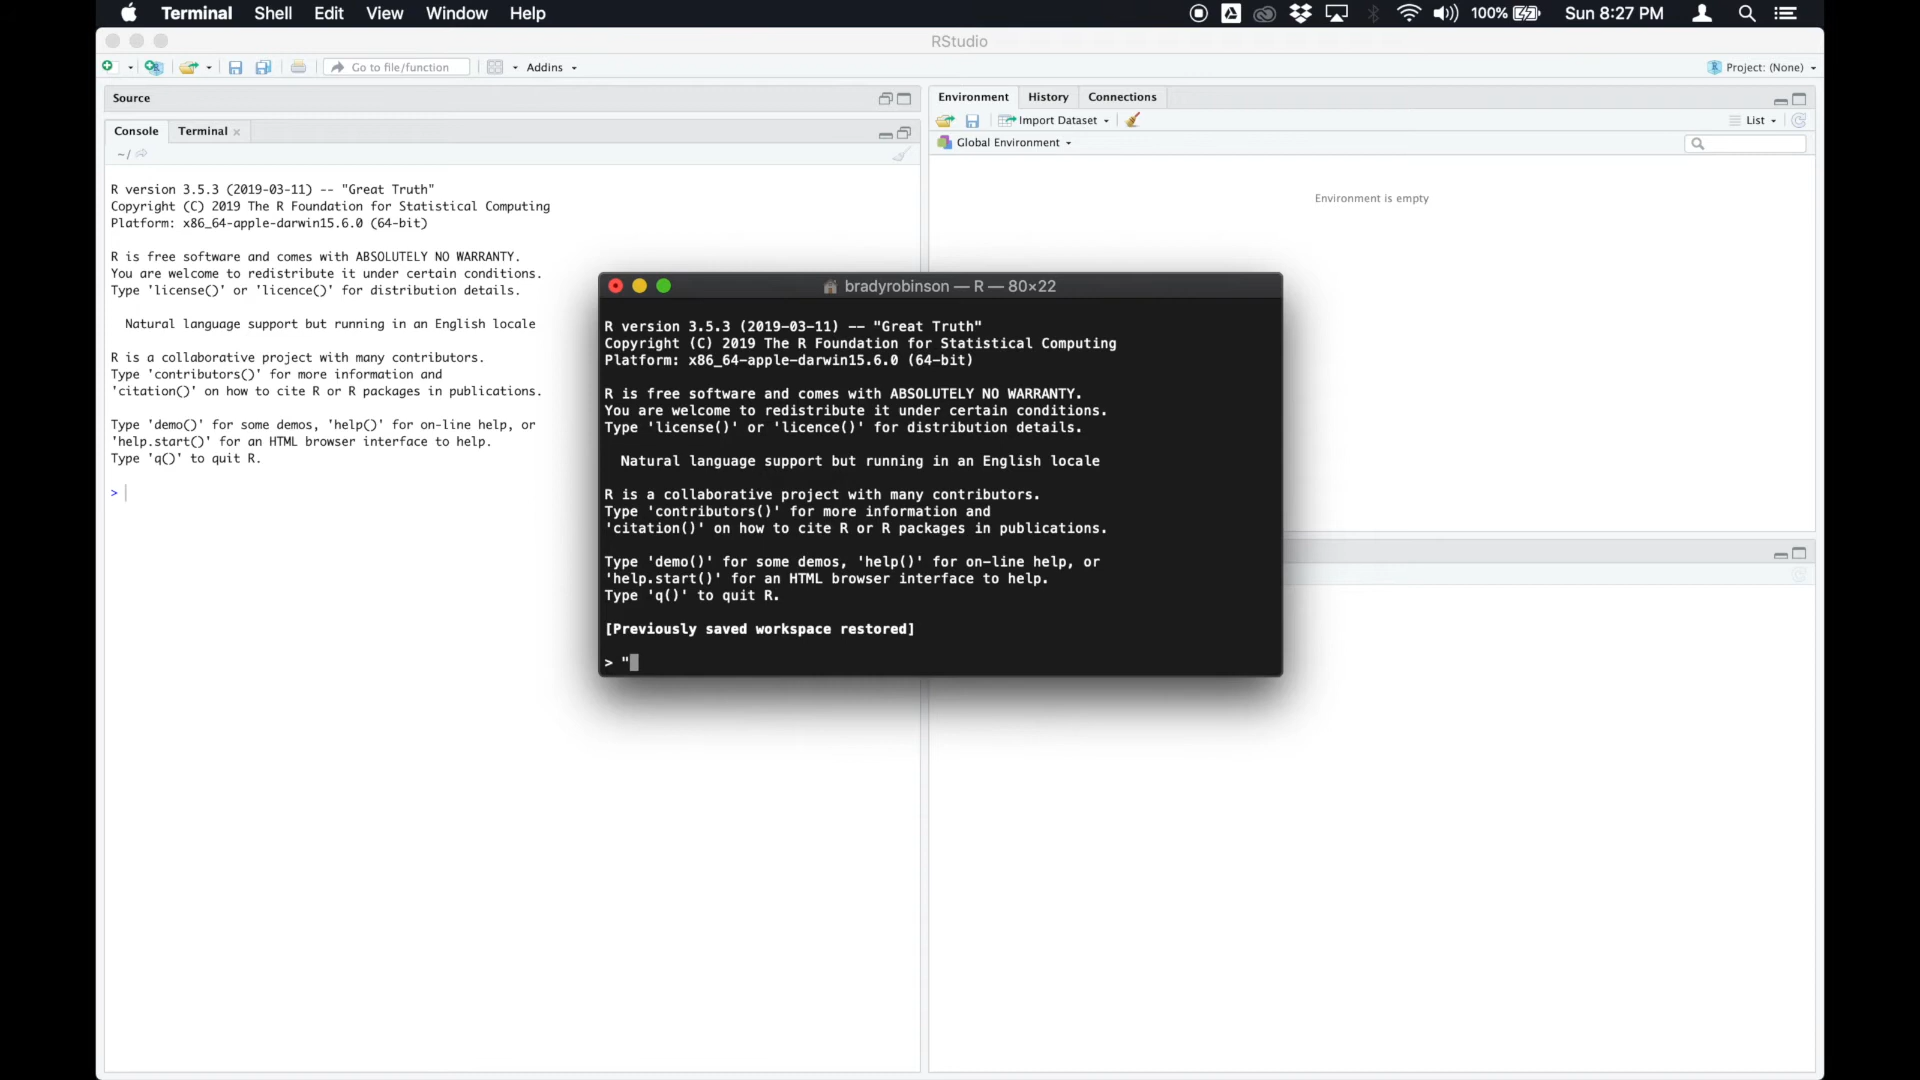 Terminal Shell Edit View Window Help 100% Sun 8:27 PM
RStudio
Go to file/function Addins Project: (None)
Source
Console Terminal
~/
R version 3.5.3 (2019-03-11) -- "Great Truth"
Copyright (C) 2019 The R Foundation for Statistical Computing
Platform: x86_64-apple-darwin15.6.0 (64-bit)
R is free software and comes with ABSOLUTELY NO WARRANTY.
You are welcome to redistribute it under certain conditions.
Type 'license()' or 'licence()' for distribution details.
Natural language support but running in an English locale
R is a collaborative project with many contributors.
Type 'contributors()' for more information and
'citation()' on how to cite R or R packages in publications.
Type 'demo()' for some demos, 'help()' for on-line help, or
'help.start()' for an HTML browser interface to help.
Type 'q()' to quit R.
>
Environment History Connections
Import Dataset List
Global Environment
Environment is empty
bradyrobinson — R — 80×22
R version 3.5.3 (2019-03-11) -- "Great Truth"
Copyright (C) 2019 The R Foundation for Statistical Computing
Platform: x86_64-apple-darwin15.6.0 (64-bit)
R is free software and comes with ABSOLUTELY NO WARRANTY.
You are welcome to redistribute it under certain conditions.
Type 'license()' or 'licence()' for distribution details.
Natural language support but running in an English locale
R is a collaborative project with many contributors.
Type 'contributors()' for more information and
'citation()' on how to cite R or R packages in publications.
Type 'demo()' for some demos, 'help()' for on-line help, or
'help.start()' for an HTML browser interface to help.
Type 'q()' to quit R.
[Previously saved workspace restored]
> "